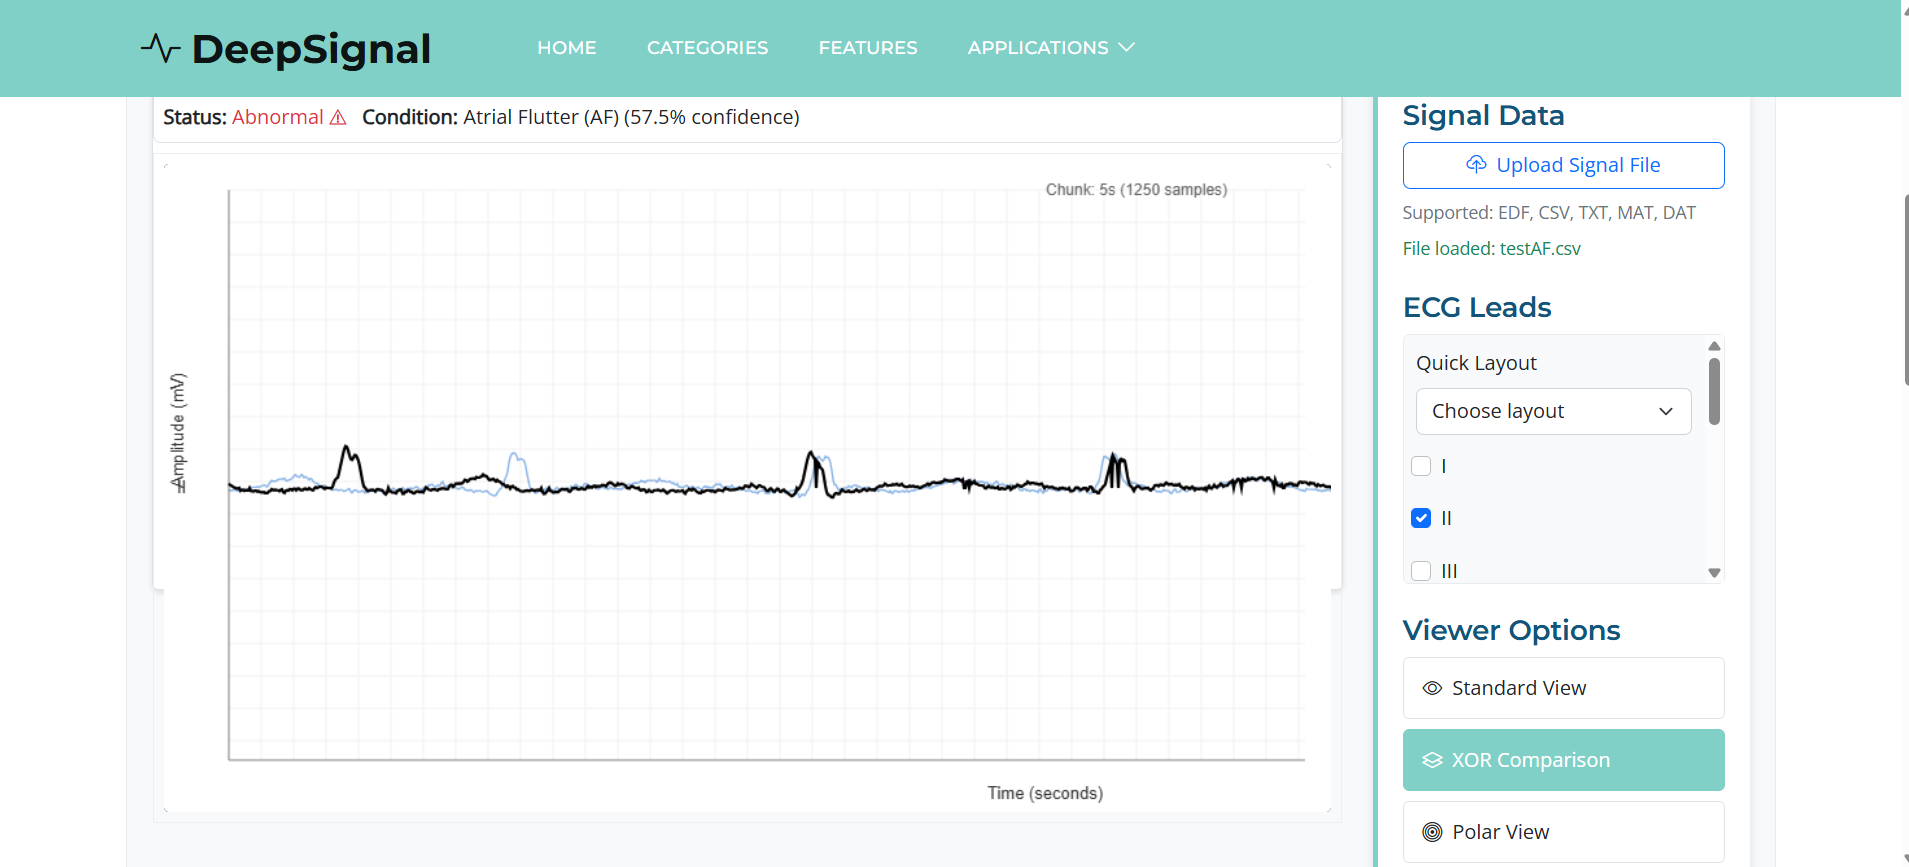 DeepSignal
HOME
CATEGORIES
FEATURES
APPLICATIONS
Status: Abnormal Condition: Atrial Flutter (AF) (57.5% confidence)
Chunk: 5s (1250 samples)
Amplitude (mV)
Time (seconds)
Signal Data
Upload Signal File
Supported: EDF, CSV, TXT, MAT, DAT
File loaded: testAF.csv
ECG Leads
Quick Layout
Choose layout
I
II
III
Viewer Options
Standard View
XOR Comparison
Polar View